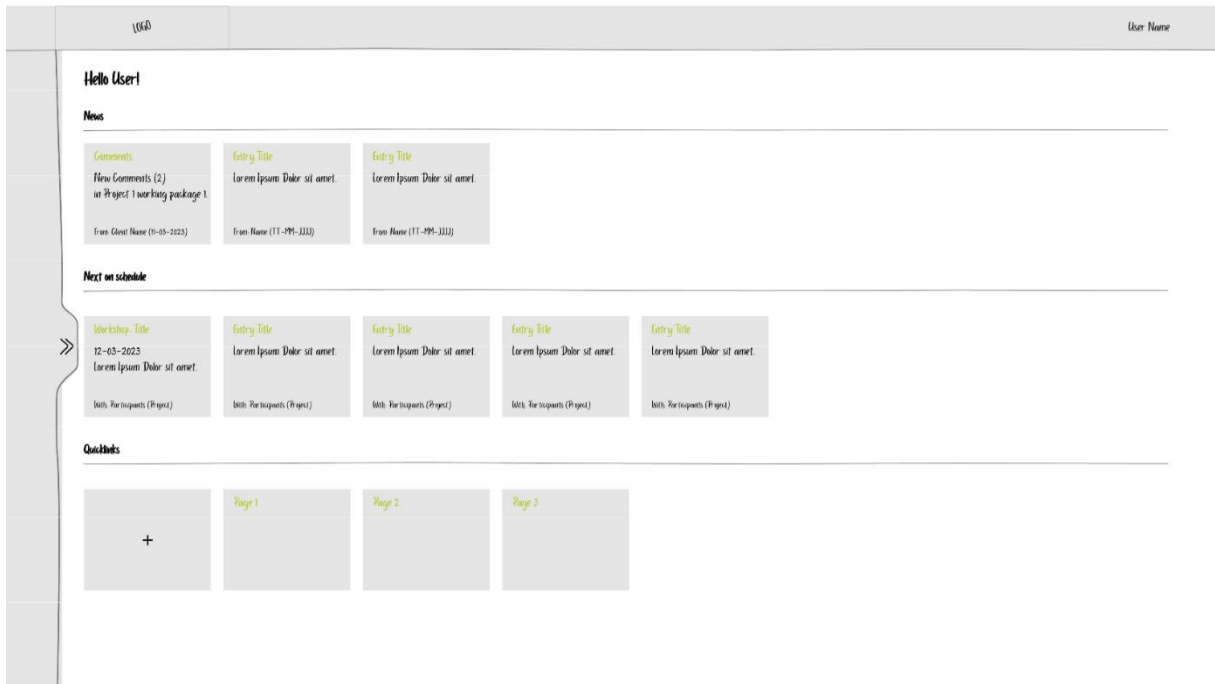 LOGO
User Name
Hello User!
News
Comments
New Comments (2)
in Project 1 working package 1.
From: Client Name (11-03-2023)
Entry Title
Lorem Ipsum Dolor sit amet.
From: Name (TT-MM-JJJJ)
Entry Title
Lorem Ipsum Dolor sit amet.
From: Name (TT-MM-JJJJ)
Next on schedule
Workshop: Title
12-03-2023
Lorem Ipsum Dolor sit amet.
With: Participants (Project)
Entry Title
Lorem Ipsum Dolor sit amet.
With: Participants (Project)
Entry Title
Lorem Ipsum Dolor sit amet.
With: Participants (Project)
Entry Title
Lorem Ipsum Dolor sit amet.
With: Participants (Project)
Entry Title
Lorem Ipsum Dolor sit amet.
With: Participants (Project)
Quicklinks
+
Page 1
Page 2
Page 3